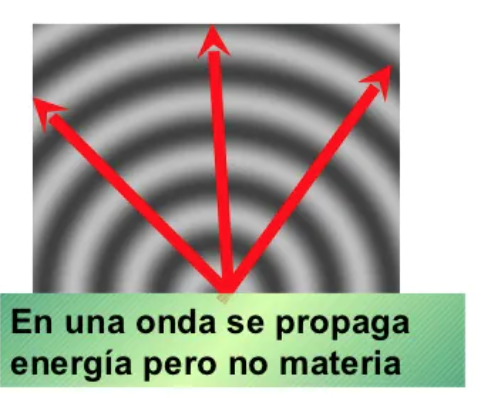 En una onda se propaga
energía pero no materia